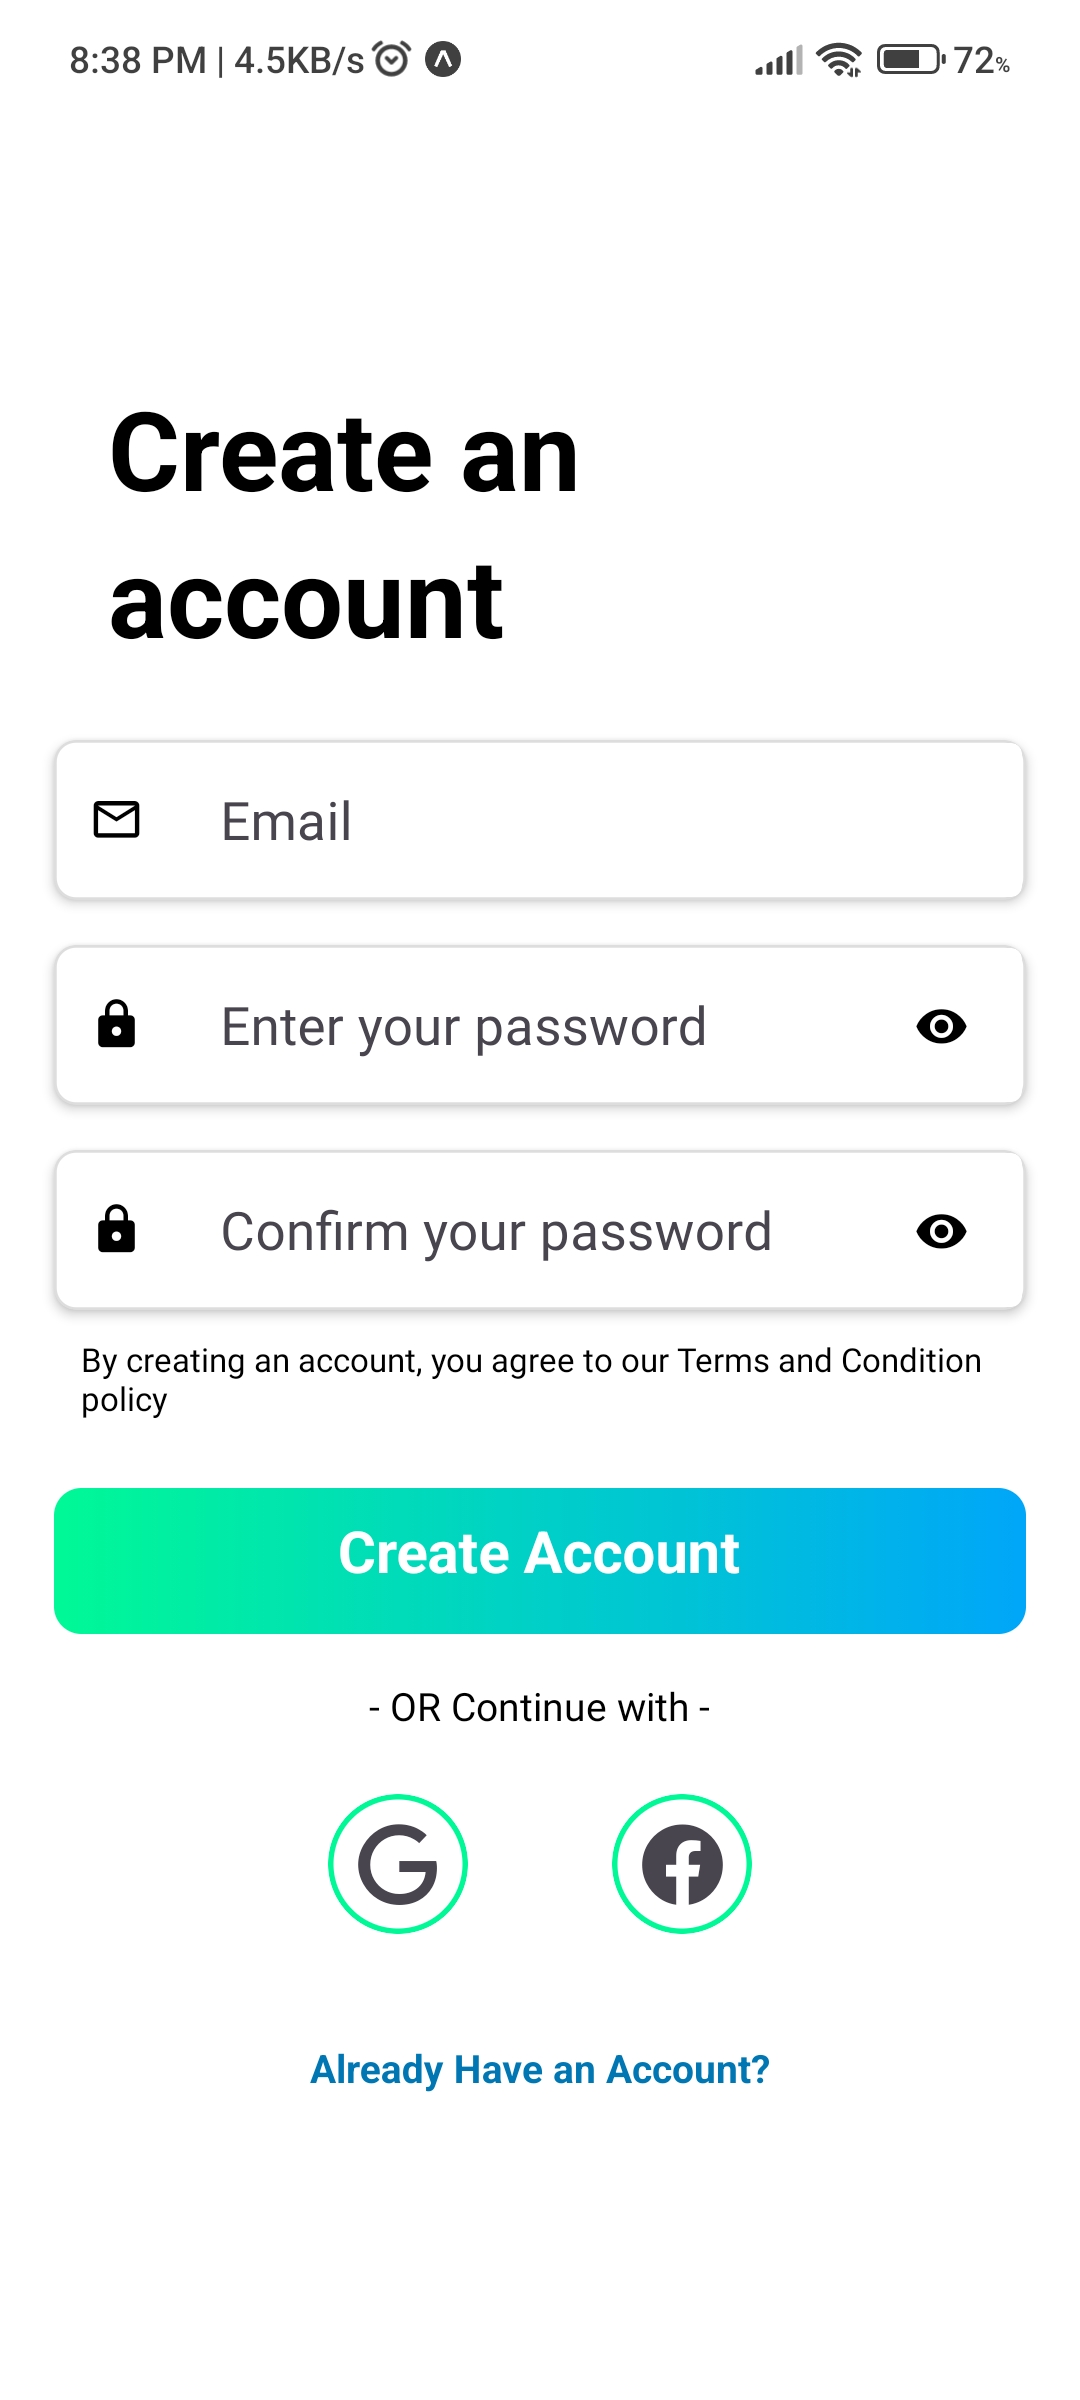 8:38 PM | 4.5KB/s 72%
Create an
account
Email
Enter your password
Confirm your password
By creating an account, you agree to our Terms and Condition
policy
Create Account
- OR Continue with -
Already Have an Account?